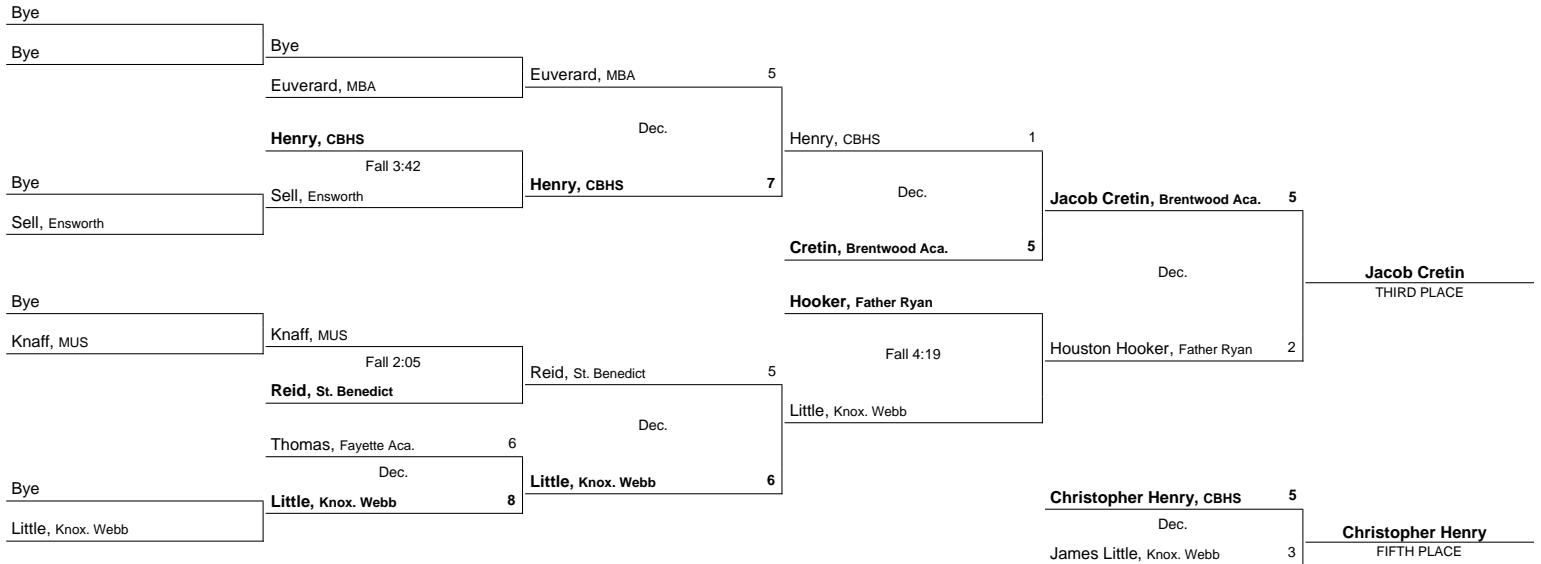 Bye
Bye
Bye
Euverard, MBA
Euverard, MBA 5
Dec.
Henry, CBHS
Fall 3:42
Henry, CBHS 1
Bye
Sell, Ensworth
Henry, CBHS 7
Dec.
Jacob Cretin, Brentwood Aca. 5
Sell, Ensworth
Cretin, Brentwood Aca. 5
Dec.
Jacob Cretin
THIRD PLACE
Bye
Hooker, Father Ryan
Knaff, MUS
Knaff, MUS
Fall 2:05
Fall 4:19
Houston Hooker, Father Ryan 2
Reid, St. Benedict
Reid, St. Benedict 5
Dec.
Little, Knox. Webb
Thomas, Fayette Aca. 6
Dec.
Bye
Little, Knox. Webb 8
Little, Knox. Webb 6
Little, Knox. Webb
Christopher Henry, CBHS 5
Dec.
Christopher Henry
FIFTH PLACE
James Little, Knox. Webb 3